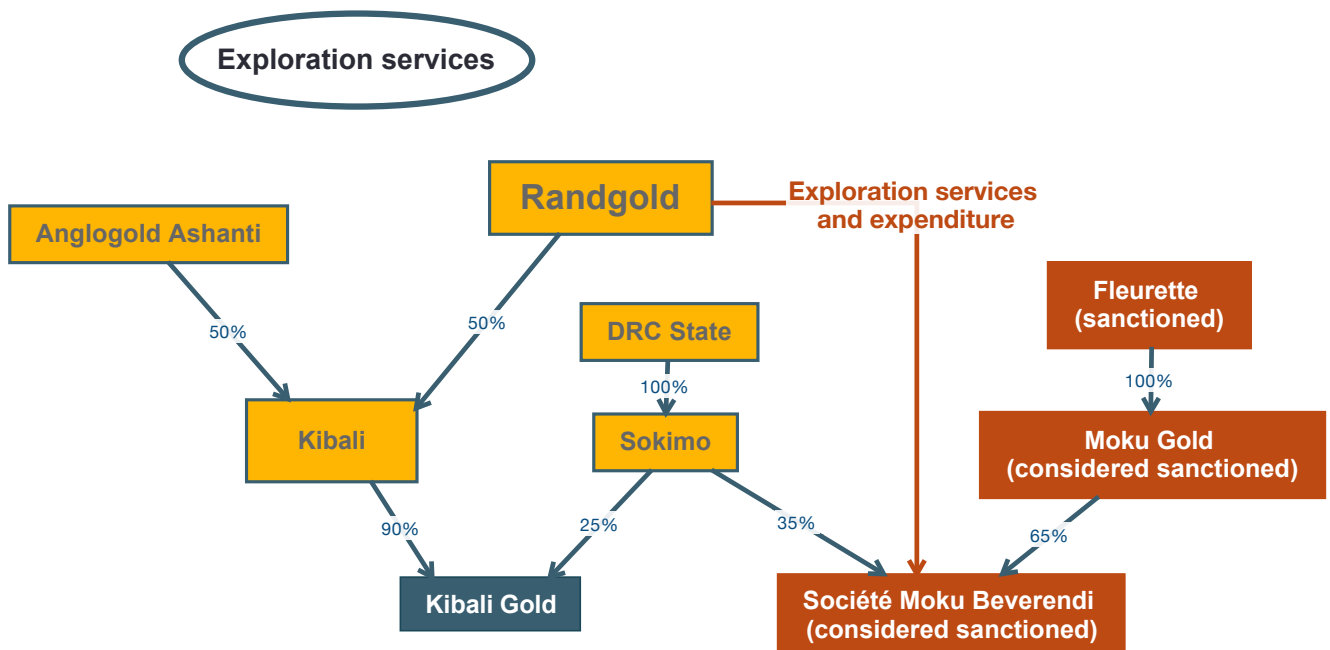 Exploration services
Randgold
Exploration services
and expenditure
Anglogold Ashanti
Fleurette
(sanctioned)
50%
50%
DRC State
100%
100%
Kibali
Sokimo
Moku Gold
(considered sanctioned)
90%
25%
35%
65%
Kibali Gold
Société Moku Beverendi
(considered sanctioned)